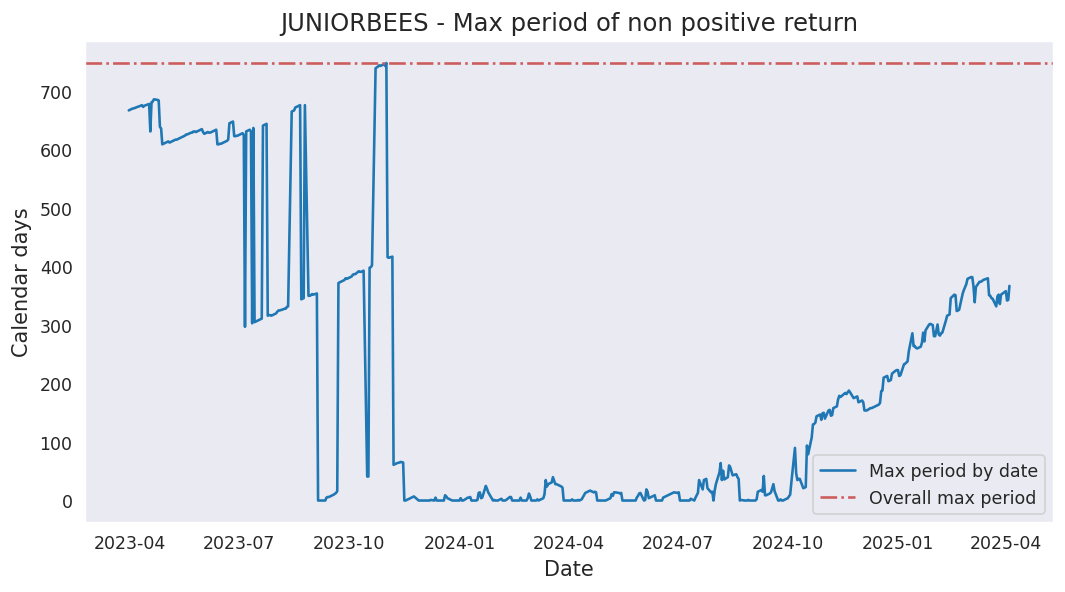 JUNIORBEES - Max period of non positive return
Calendar days
700
600
500
400
300
200
100
0
Max period by date
Overall max period
2023-04 2023-07 2023-10 2024-01 2024-04 2024-07 2024-10 2025-01 2025-04
Date